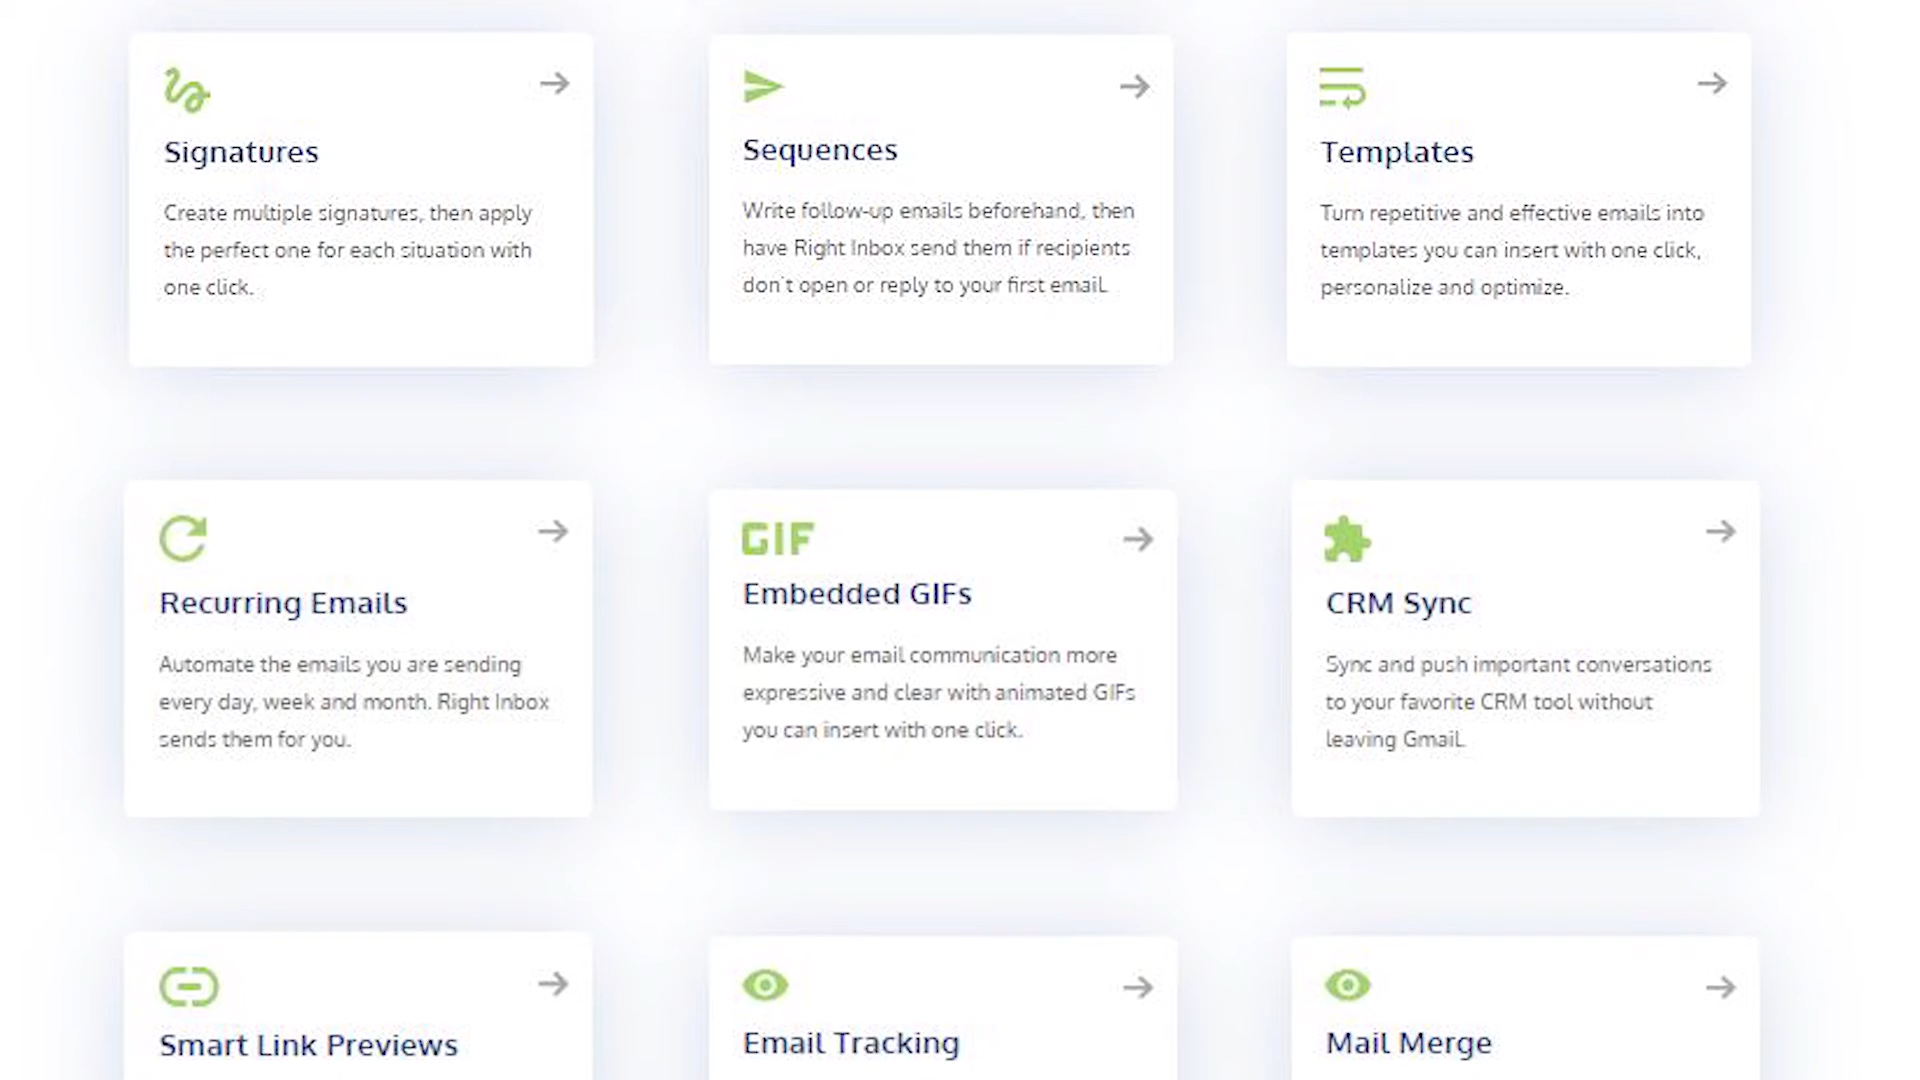 Signatures
Create multiple signatures, then apply
the perfect one for each situation with
one click.
Sequences
Write follow-up emails beforehand, then
have Right Inbox send them if recipients
don't open or reply to your first email.
Templates
Turn repetitive and effective emails into
templates you can insert with one click,
personalize and optimize.
Recurring Emails
Automate the emails you are sending
every day, week and month. Right Inbox
sends them for you.
GIF
Embedded GIFs
Make your email communication more
expressive and clear with animated GIFs
you can insert with one click.
CRM Sync
Sync and push important conversations
to your favorite CRM tool without
leaving Gmail.
Smart Link Previews
Email Tracking
Mail Merge